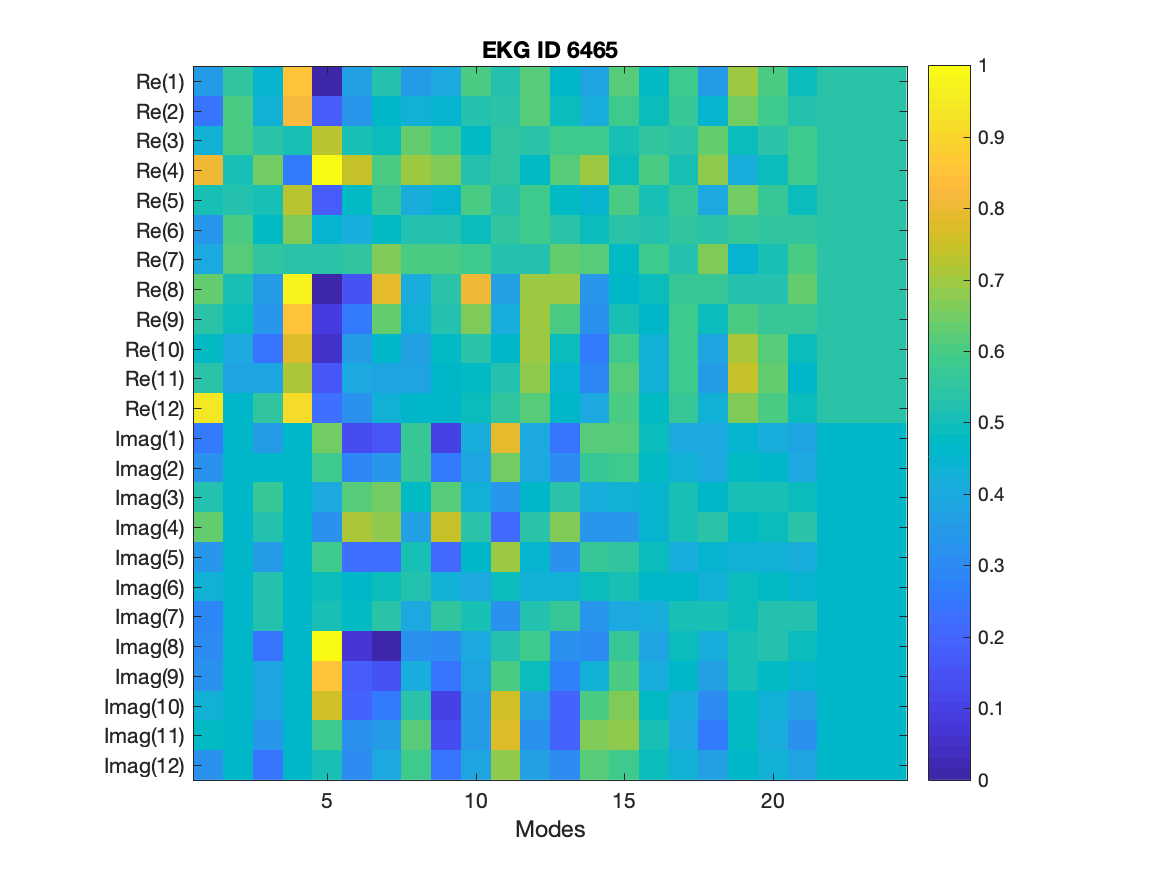 EKG ID 6465
Re(1)
Re(2)
Re(3)
Re(4)
Re(5)
Re(6)
Re(7)
Re(8)
Re(9)
Re(10)
Re(11)
Re(12)
Imag(1)
Imag(2)
Imag(3)
Imag(4)
Imag(5)
Imag(6)
Imag(7)
Imag(8)
Imag(9)
Imag(10)
Imag(11)
Imag(12)
5 10 15 20
Modes
1
0.9
0.8
0.7
0.6
0.5
0.4
0.3
0.2
0.1
0